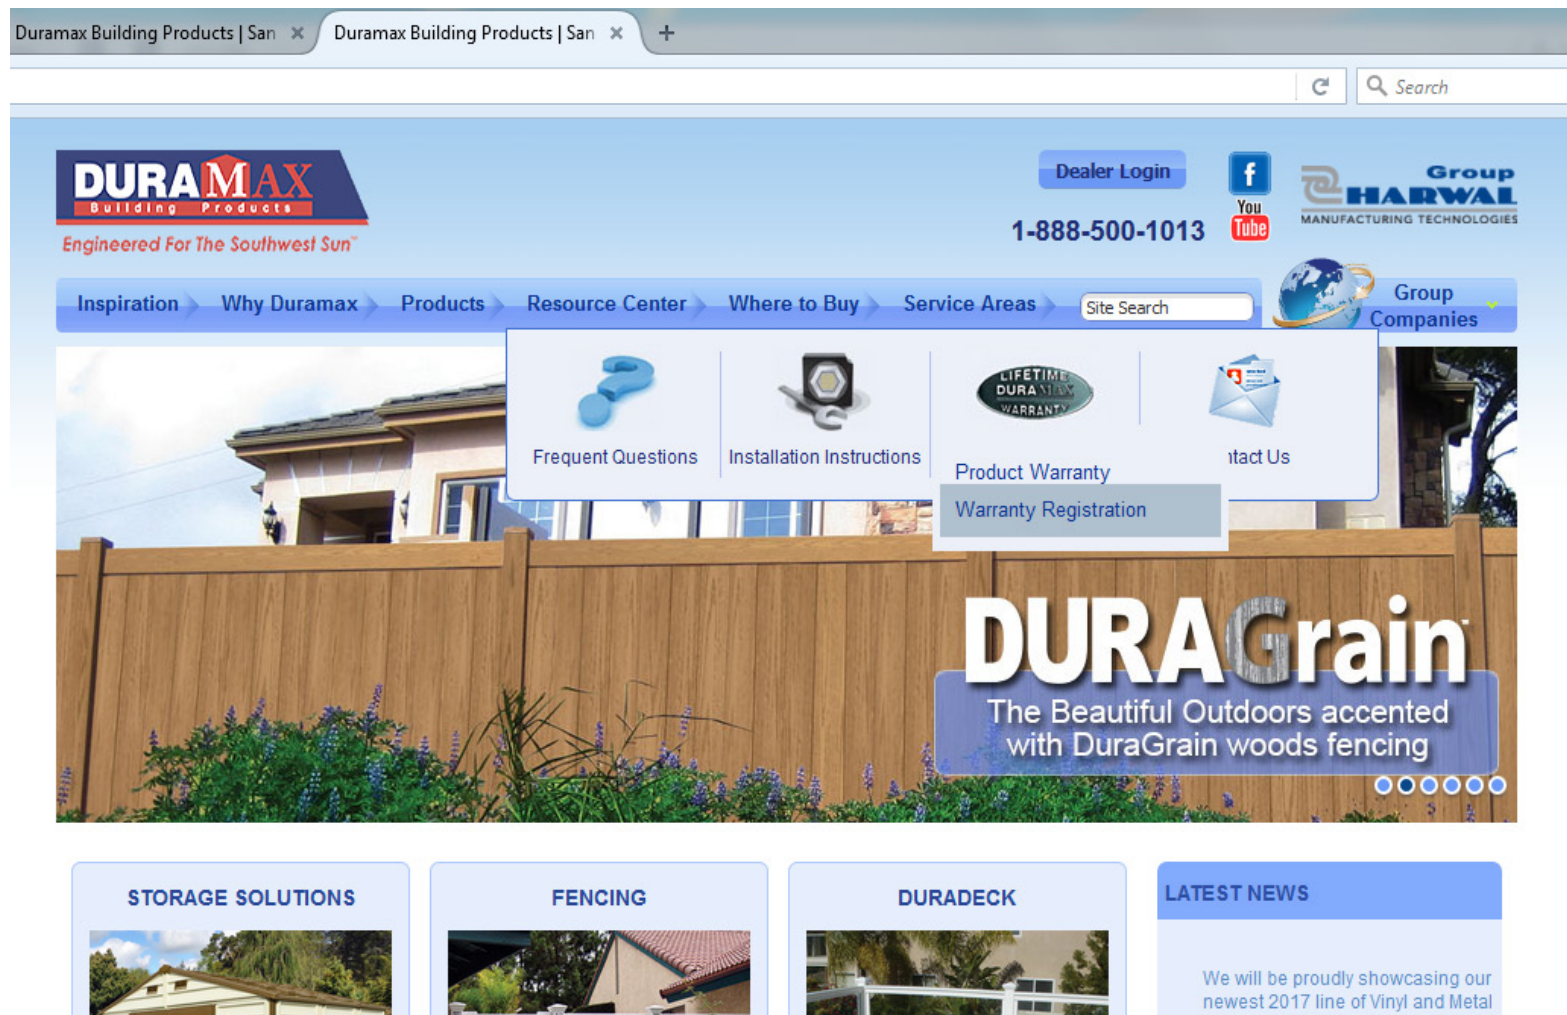 Duramax Building Products | San
Duramax Building Products | San
Search
DURAMAX
Building Products
Engineered For The Southwest Sun™
Dealer Login
1-888-500-1013
f
You
Tube
Group
HARWAL
MANUFACTURING TECHNOLOGIES
Inspiration
Why Duramax
Products
Resource Center
Where to Buy
Service Areas
Site Search
Group
Companies
Frequent Questions
Installation Instructions
LIFETIME
DURAMAX
WARRANTY
Product Warranty
Warranty Registration
ntact Us
DURAGrain™
The Beautiful Outdoors accented
with DuraGrain woods fencing
STORAGE SOLUTIONS
FENCING
DURADECK
LATEST NEWS
We will be proudly showcasing our
newest 2017 line of Vinyl and Metal